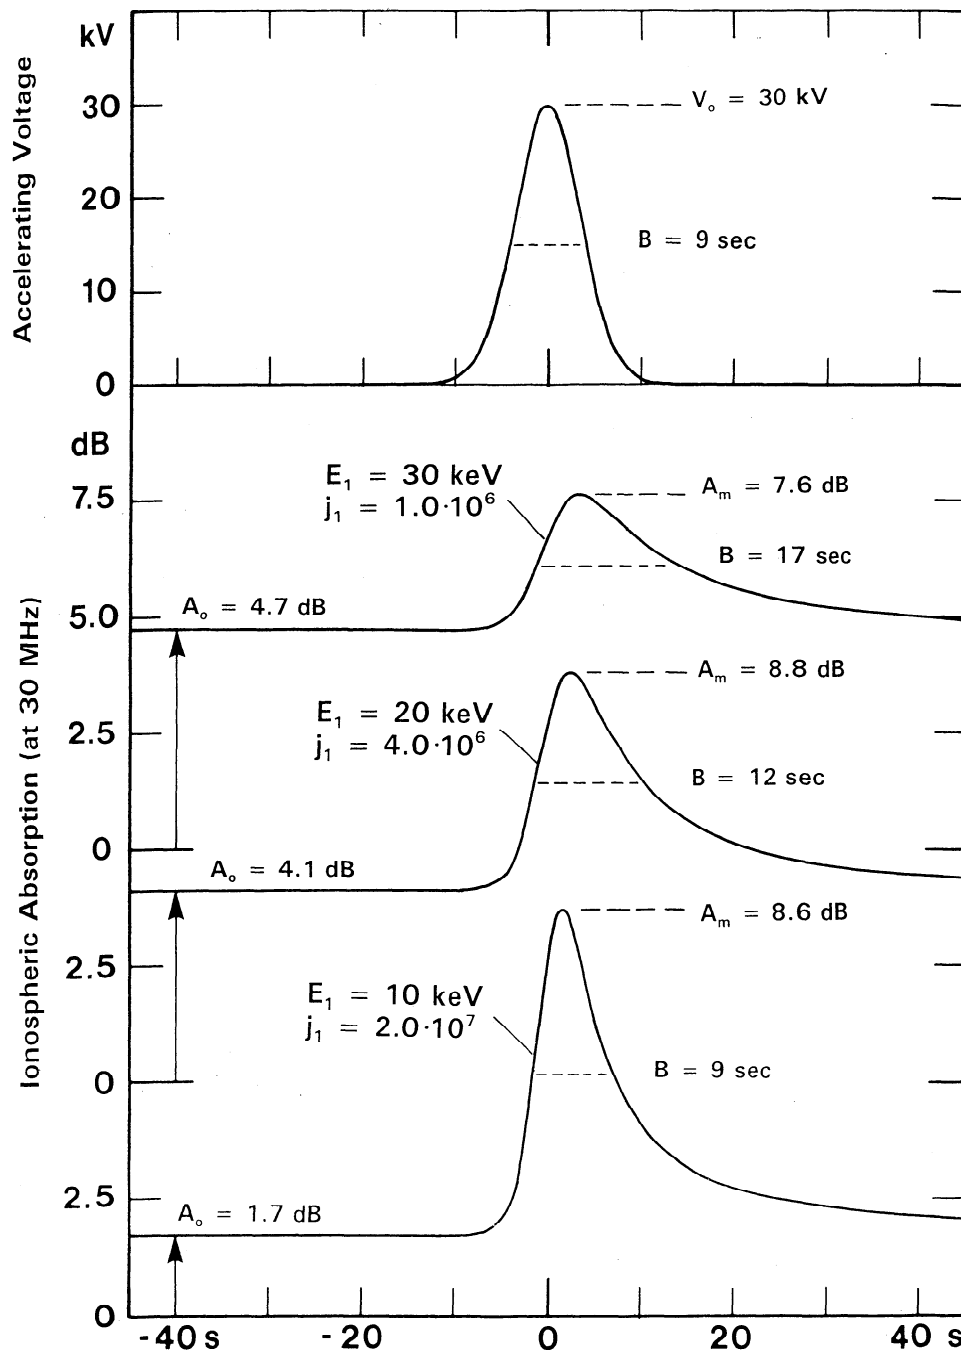 kV
Accelerating Voltage
30
20
10
0
V₀ = 30 kV
B = 9 sec
dB
Ionospheric Absorption (at 30 MHz)
7.5
5.0
2.5
0
2.5
0
2.5
0
E₁ = 30 keV
j₁ = 1.0·10⁶
Aₘ = 7.6 dB
B = 17 sec
A₀ = 4.7 dB
E₁ = 20 keV
j₁ = 4.0·10⁶
Aₘ = 8.8 dB
B = 12 sec
A₀ = 4.1 dB
E₁ = 10 keV
j₁ = 2.0·10⁷
Aₘ = 8.6 dB
B = 9 sec
A₀ = 1.7 dB
-40 s -20 0 20 40 s